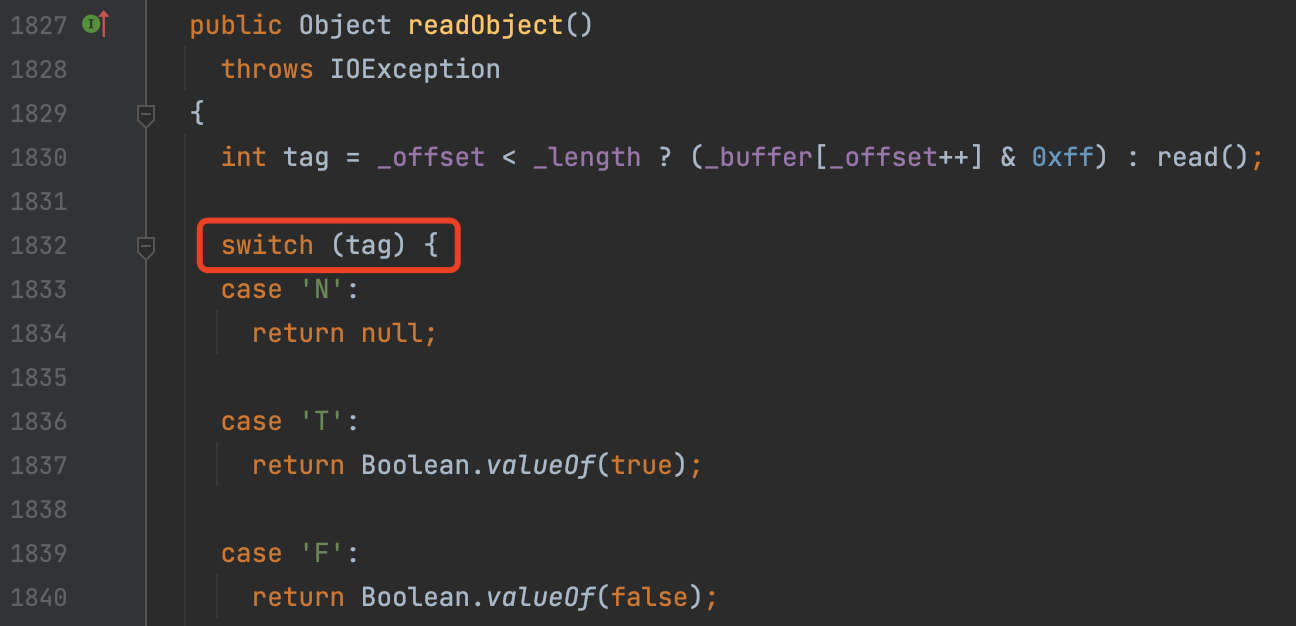 1827 public Object readObject()
1828 throws IOException
1829 {
1830 int tag = _offset < _length ? (_buffer[_offset++] & 0xff) : read();
1831
1832 switch (tag) {
1833 case 'N':
1834 return null;
1835
1836 case 'T':
1837 return Boolean.valueOf(true);
1838
1839 case 'F':
1840 return Boolean.valueOf(false);